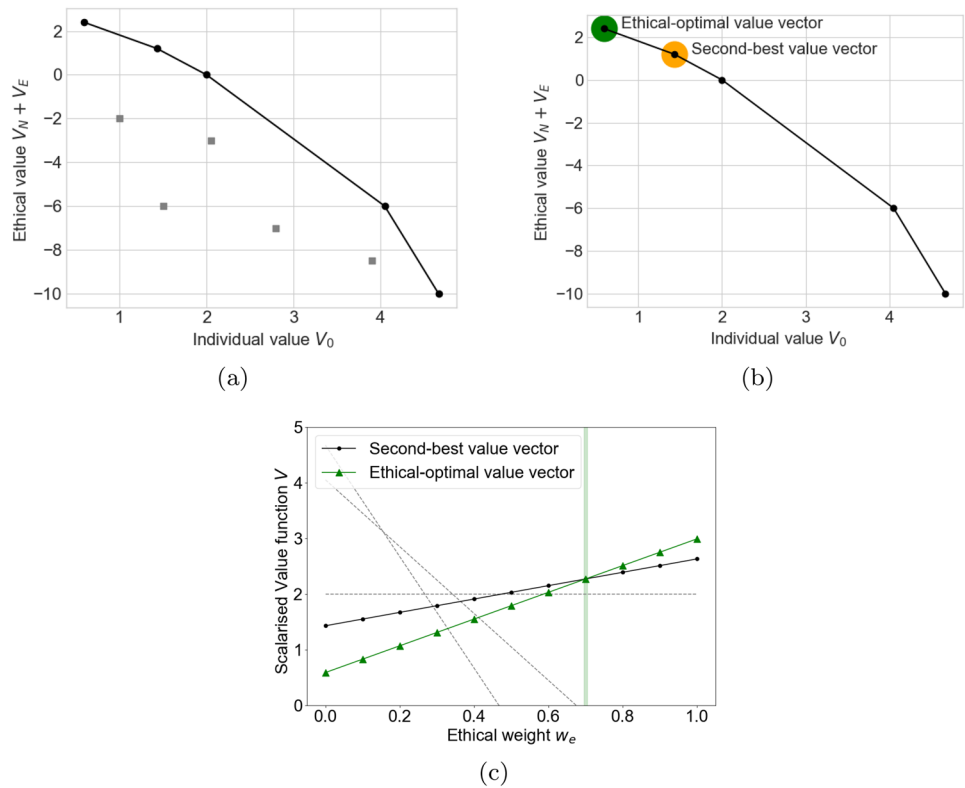 2
0
−2
−4
−6
−8
−10
Ethical value V_N + V_E
1
2
3
4
Individual value V_0
(a)
Ethical-optimal value vector
Second-best value vector
2
0
−2
−4
−6
−8
−10
Ethical value V_N + V_E
1
2
3
4
Individual value V_0
(b)
Second-best value vector
Ethical-optimal value vector
5
4
3
2
1
0
Scalarised Value function V
0.0
0.2
0.4
0.6
0.8
1.0
Ethical weight w_e
(c)